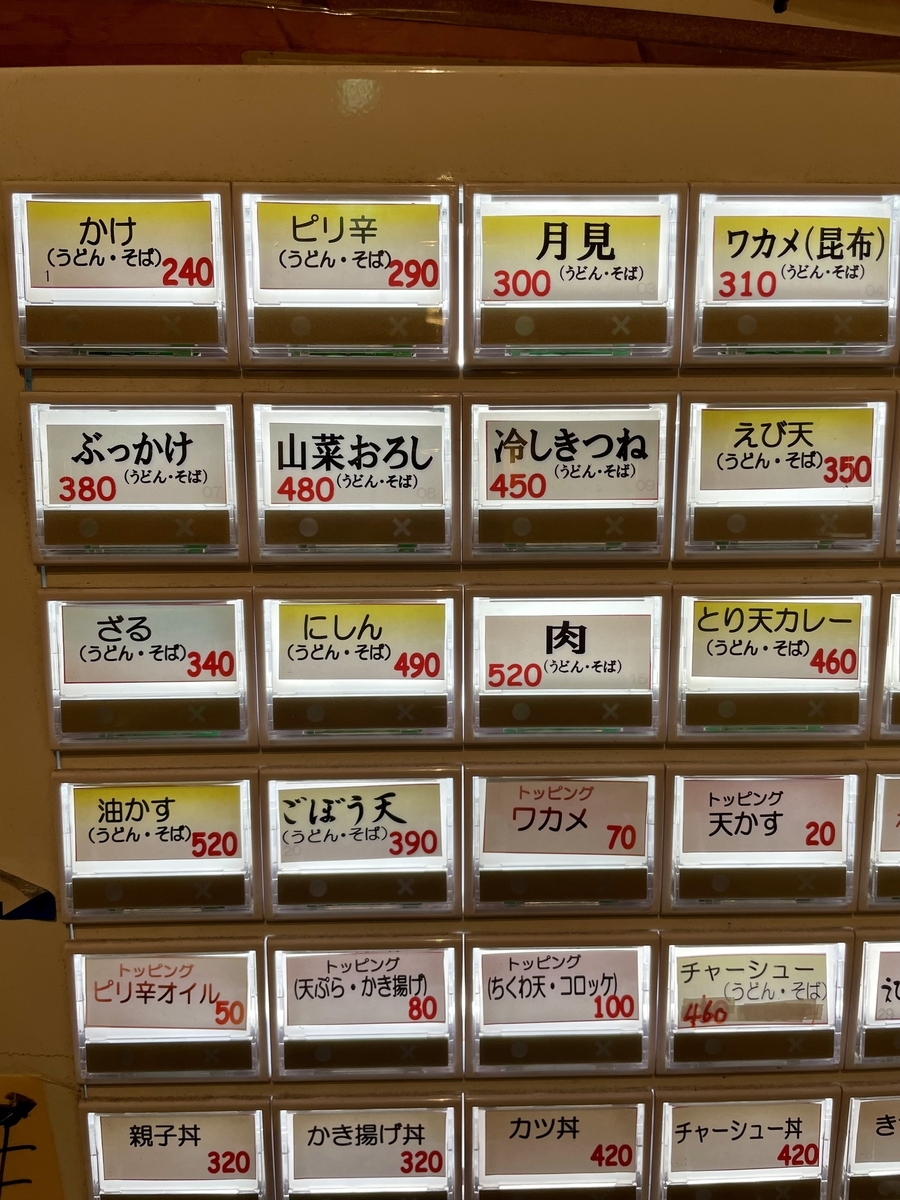 かけ
(うどん・そば)240
1
ピリ辛
(うどん・そば)290
月見
300(うどん・そば)
03
ワカメ(昆布)
310(うどん・そば)
04
ぶっかけ
380(うどん・そば)
07
山菜おろし
480(うどん・そば)
08
冷しきつね
450(うどん・そば)
09
えび天
(うどん・そば)350
ざる
(うどん・そば)340
にしん
(うどん・そば)490
肉
520(うどん・そば)
とり天カレー
(うどん・そば)460
油かす
(うどん・そば)520
ごぼう天
(うどん・そば)390
トッピング
ワカメ
70
トッピング
天かす
20
トッピング
ピリ辛オイル
50
トッピング
(天ぷら・かき揚げ)
80
トッピング
(ちくわ天・コロッケ)
100
チャーシュー
(うどん・そば)
460
29
親子丼
320
かき揚げ丼
320
カツ丼
420
チャーシュー丼
420